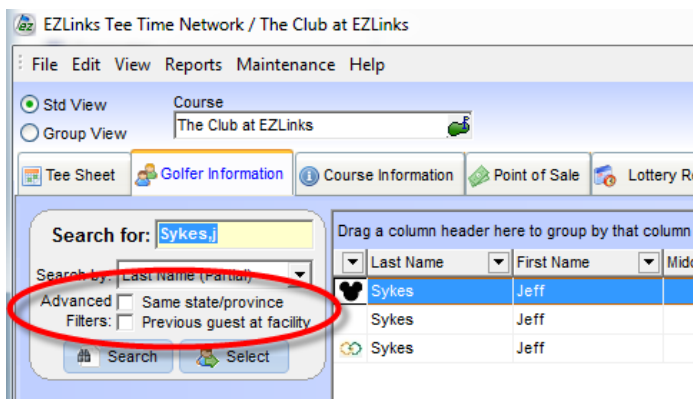 EZLinks Tee Time Network / The Club at EZLinks
File Edit View Reports Maintenance Help
Std View
Course
Group View
The Club at EZLinks
Tee Sheet
Golfer Information
Course Information
Point of Sale
Lottery R
Search for: Sykes,j
Search by: Last Name (Partial)
Advanced Filters:
Same state/province
Previous guest at facility
Search
Select
Drag a column header here to group by that column
Last Name First Name Midd
Sykes Jeff
Sykes Jeff
Sykes Jeff